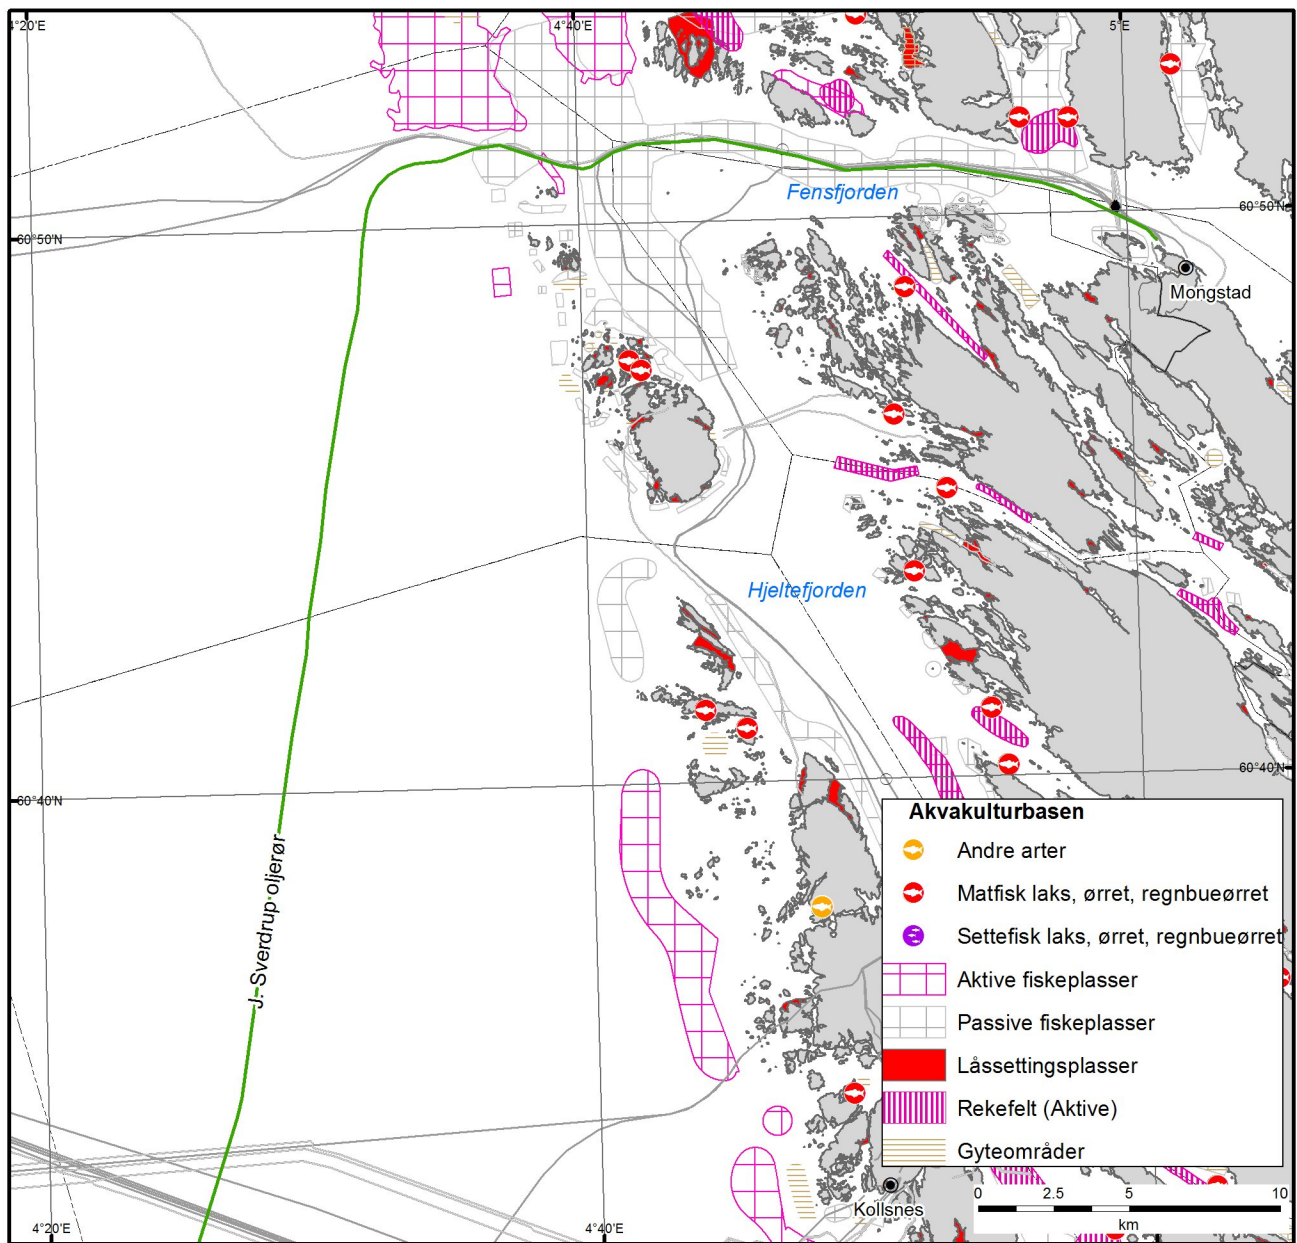 4°20'E
4°40'E
5°E
Fensfjorden
60°50'N
60°50'N
Mongstad
Hjeltefjorden
60°40'N
60°40'N
J. Sverdrup oljerør
Akvakulturbasen
Andre arter
Matfisk laks, ørret, regnbueørret
Settefisk laks, ørret, regnbueørret
Aktive fiskeplasser
Passive fiskeplasser
Låssettingsplasser
Rekefelt (Aktive)
Gyteområder
Kollsnes
0 2.5 5 10
km
4°20'E
4°40'E